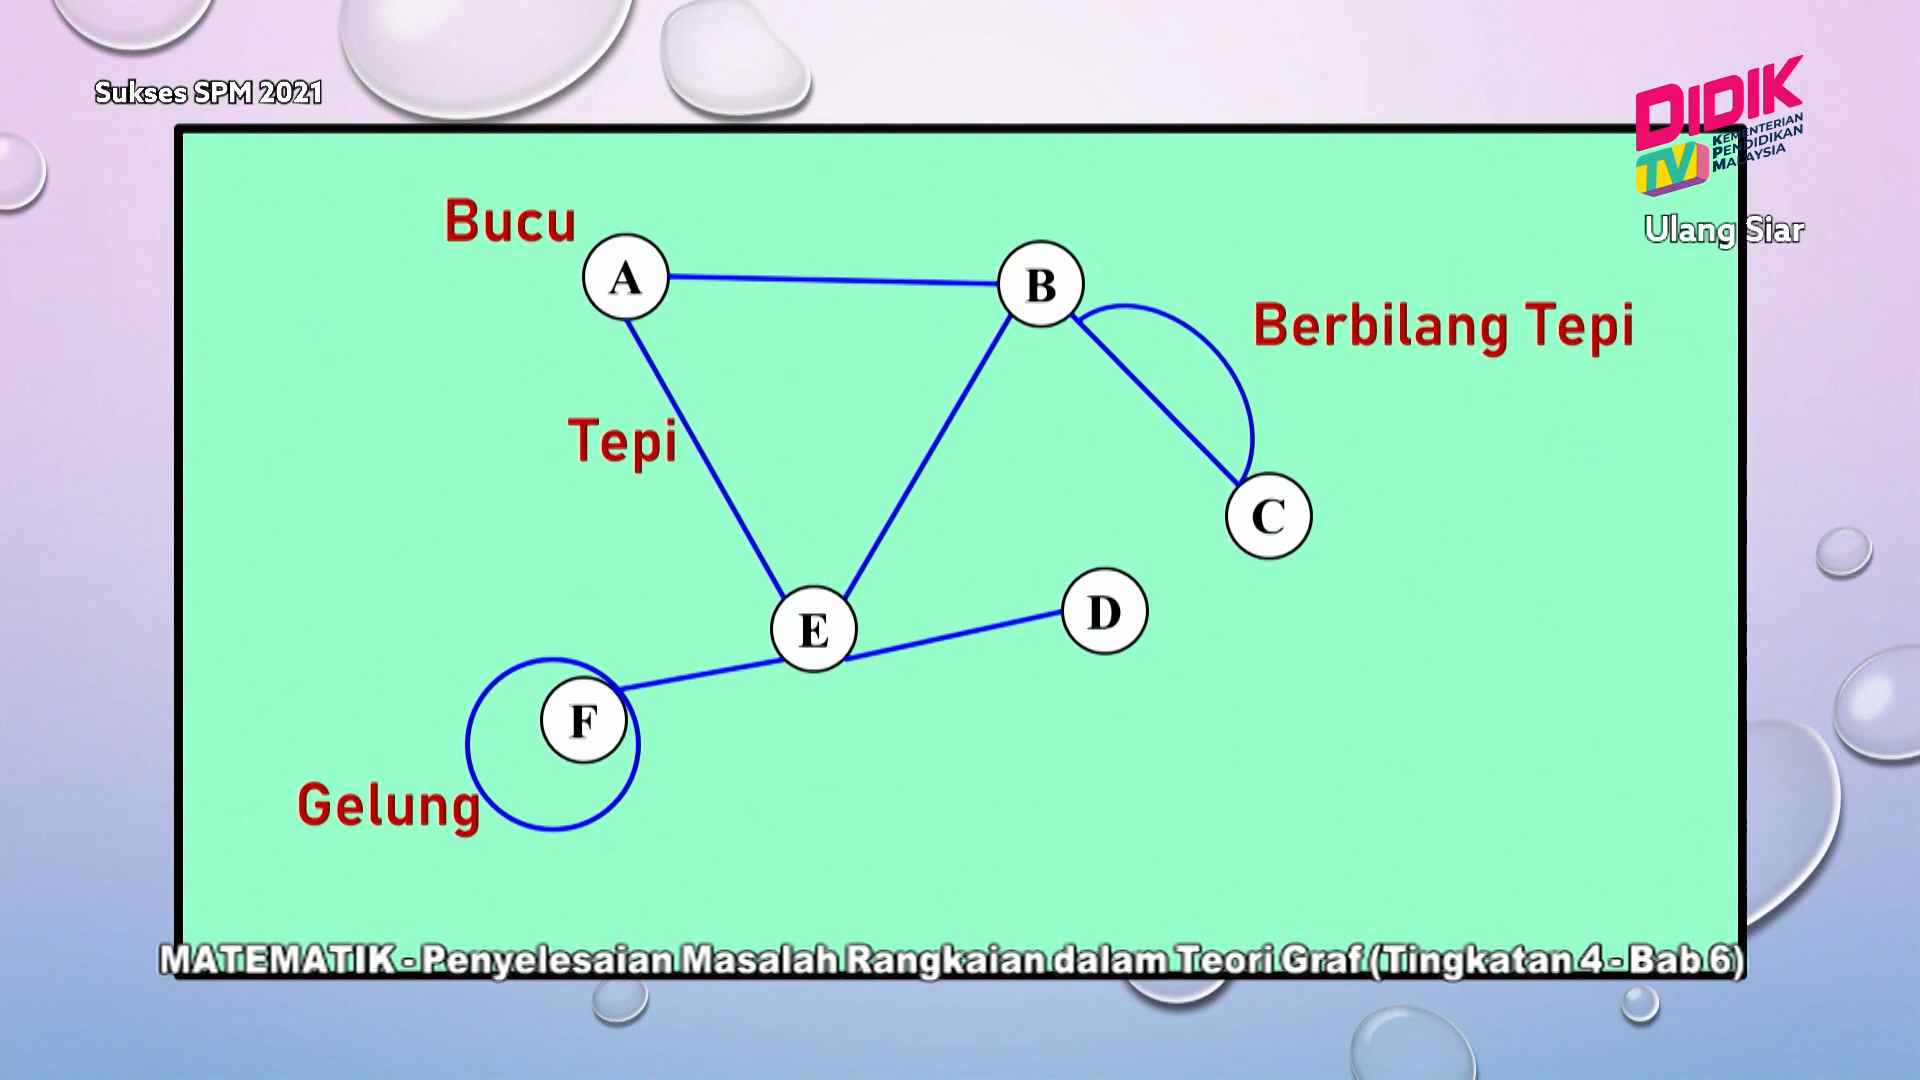 Sukses SPM 2021
DIDIK
TV
KEMENTERIAN
PENDIDIKAN
MALAYSIA
Ulang Siar
Bucu
A
B
Berbilang Tepi
Tepi
C
E
D
F
Gelung
MATEMATIK - Penyelesaian Masalah Rangkaian dalam Teori Graf (Tingkatan 4 - Bab 6)